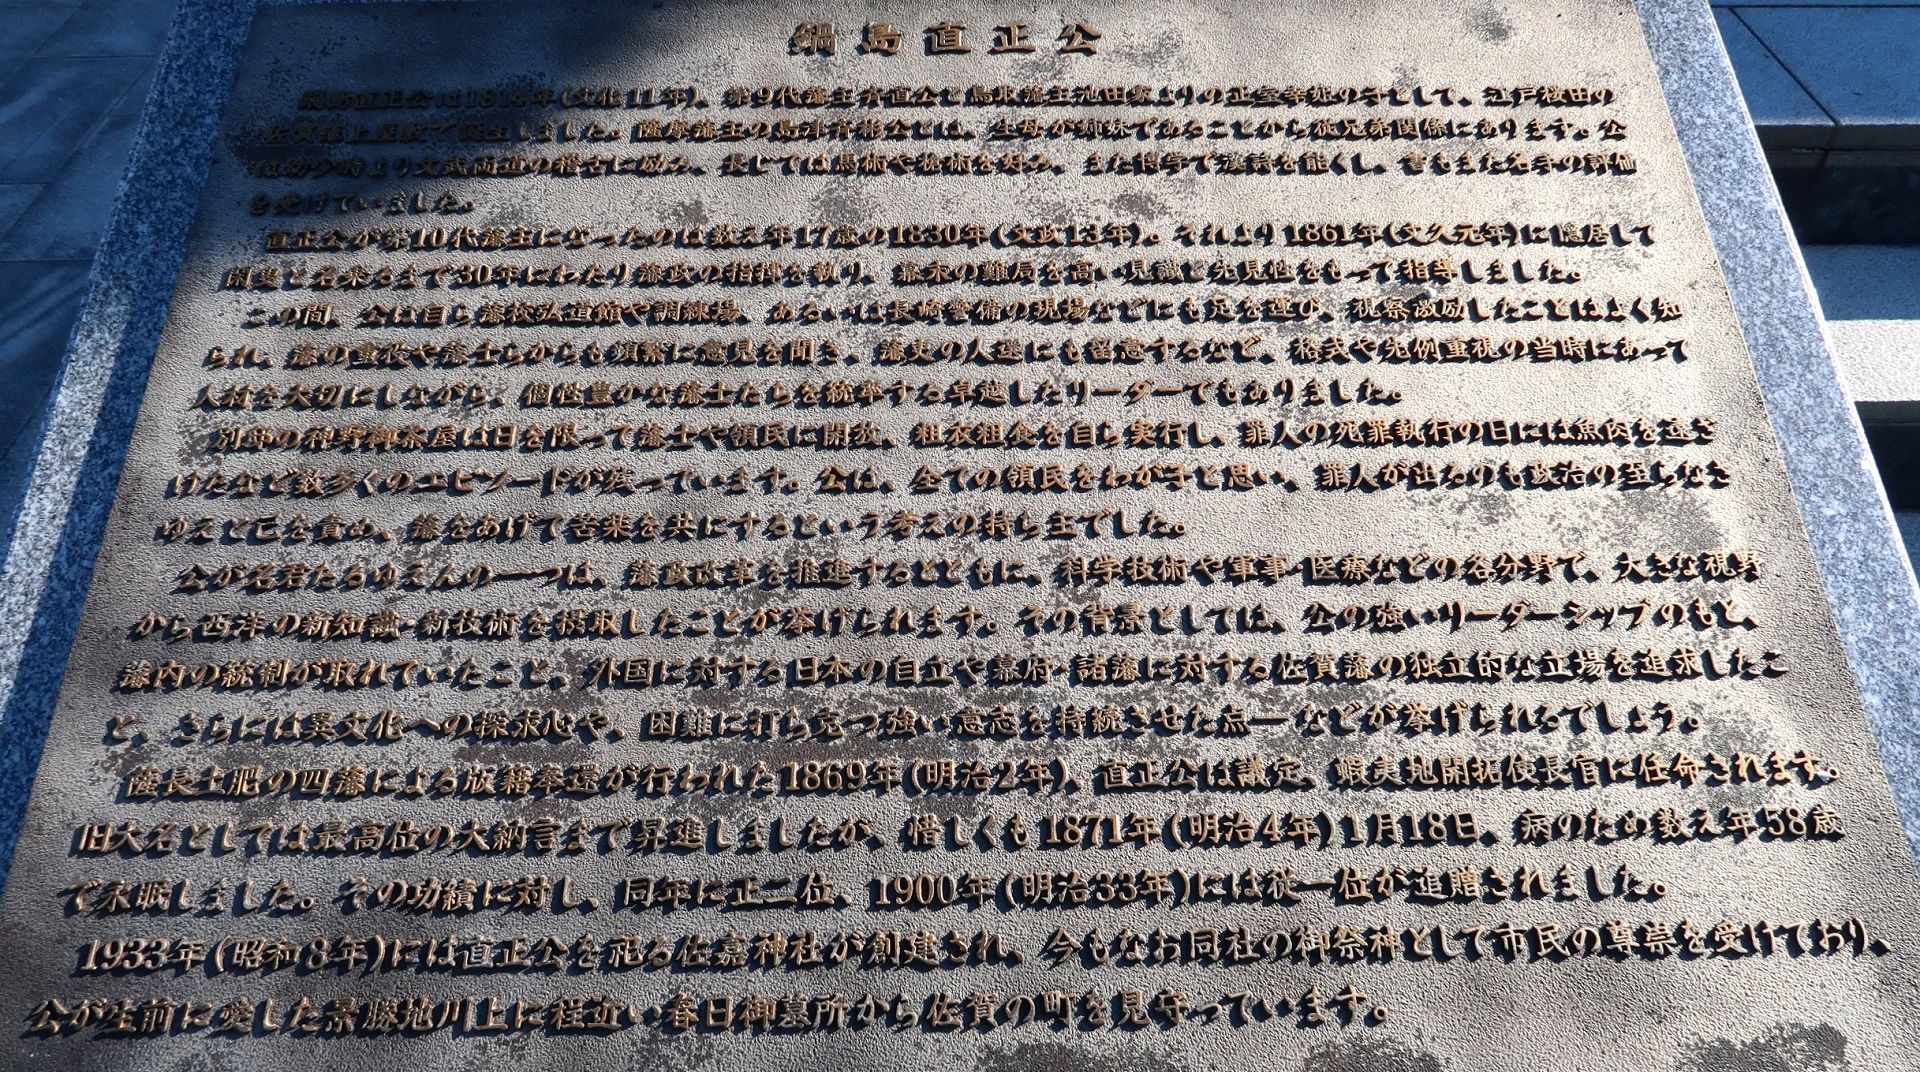 鍋島直正公
鍋島直正公は1814年(文化11年)、第9代藩主斉直公と鳥取藩主池田家よりの正室幸姫の子として、江戸桜田の
佐賀藩上屋敷で誕生しました。薩摩藩主の島津斉彬公とは、生母が姉妹であることから従兄弟関係にあります。公
は幼少時より文武両道の稽古に励み、長じては馬術や槍術を好み、また博学で漢詩を能くし、書もまた名手の評価
を受けていました。
直正公が第10代藩主になったのは数え年17歳の1830年(文政13年)。それより1861年(文久元年)に隠居して
閑叟と名乗るまで30年にわたり藩政の指揮を執り、幕末の難局を高い見識と先見性をもって指導しました。
この間、公は自ら藩校弘道館や調練場、あるいは長崎警備の現場などにも足を運び、視察激励したことはよく知
られ、藩の重役や藩士らからも頻繁に意見を聞き、藩吏の人選にも留意するなど、格式や先例重視の当時にあって
人材を大切にしながら、個性豊かな藩士たちを統率する卓越したリーダーでもありました。
別邸の神野御茶屋は日を限って藩士や領民に開放、粗衣粗食を自ら実行し、罪人の死罪執行の日には魚肉を遠ざ
けたなど数多くのエピソードが残っています。公は、全ての領民をわが子と思い、罪人が出るのも政治の至らなさ
ゆえと己を責め、藩をあげて苦楽を共にするという考えの持ち主でした。
公が名君たるゆえんの一つは、藩政改革を推進するとともに、科学技術や軍事・医療などの各分野で、大きな視野
から西洋の新知識・新技術を摂取したことが挙げられます。その背景としては、公の強いリーダーシップのもと、
藩内の統制が取れていたこと、外国に対する日本の自立や幕府・諸藩に対する佐賀藩の独立的な立場を追求したこ
と、さらには異文化への探求心や、困難に打ち克つ強い意志を持続させた点―などが挙げられるでしょう。
薩長土肥の四藩による版籍奉還が行われた1869年(明治2年)、直正公は議定、蝦夷地開拓使長官に任命されます。
旧大名としては最高位の大納言まで昇進しましたが、惜しくも1871年(明治4年)1月18日、病のため数え年58歳
で永眠しました。その功績に対し、同年に正二位、1900年(明治33年)には従一位が追贈されました。
1933年(昭和8年)には直正公を祀る佐嘉神社が創建され、今もなお同社の御祭神として市民の尊崇を受けており、
公が生前に愛した景勝地川上に程近い春日御墓所から佐賀の町を見守っています。